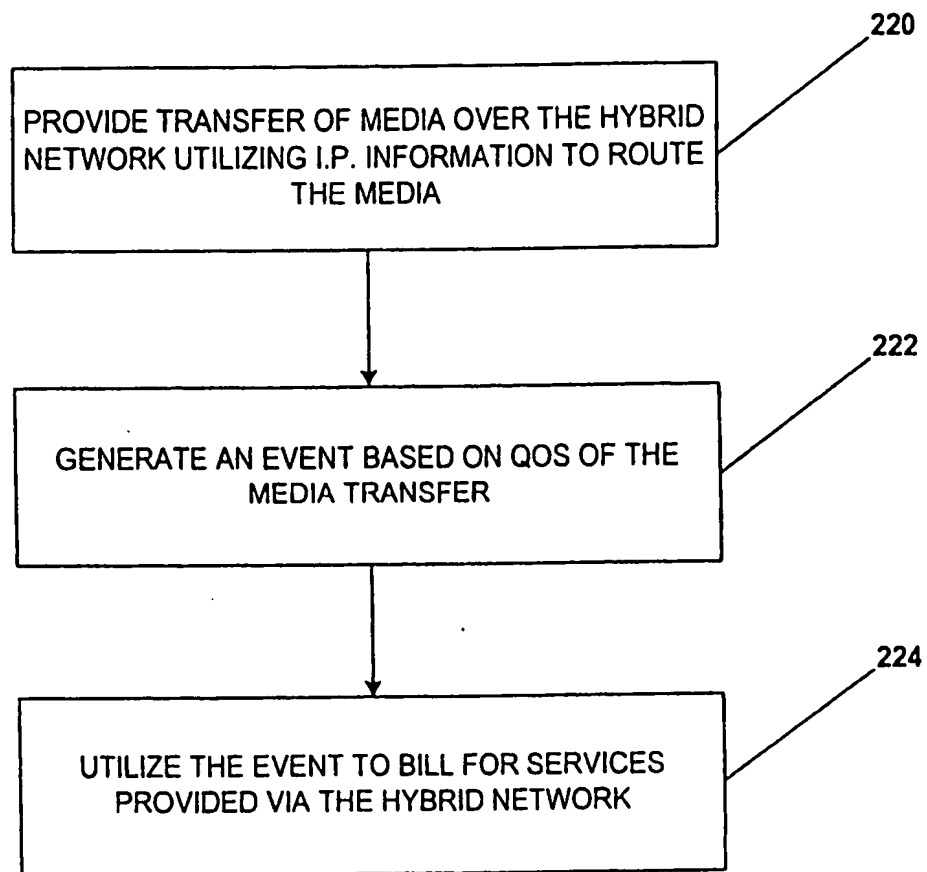 220
PROVIDE TRANSFER OF MEDIA OVER THE HYBRID
NETWORK UTILIZING I.P. INFORMATION TO ROUTE
THE MEDIA
222
GENERATE AN EVENT BASED ON QOS OF THE
MEDIA TRANSFER
224
UTILIZE THE EVENT TO BILL FOR SERVICES
PROVIDED VIA THE HYBRID NETWORK